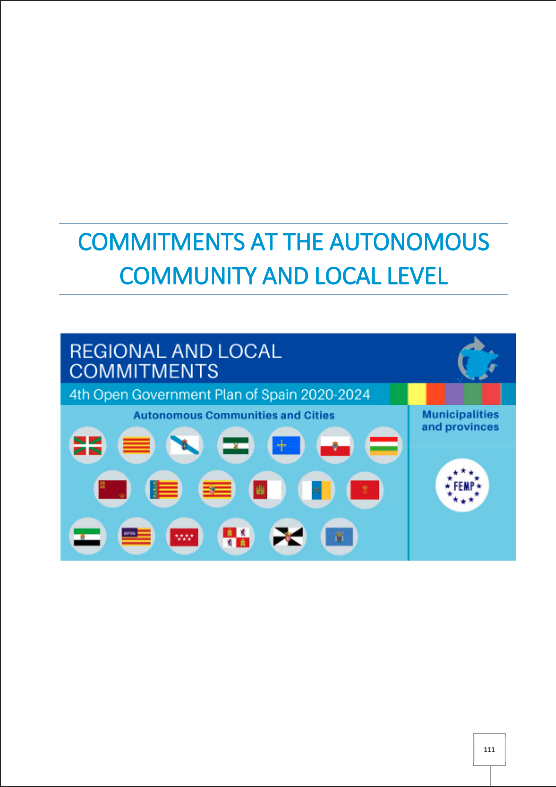 COMMITMENTS AT THE AUTONOMOUS
COMMUNITY AND LOCAL LEVEL
REGIONAL AND LOCAL
COMMITMENTS
4th Open Government Plan of Spain 2020-2024
Autonomous Communities and Cities
Municipalities
and provinces
FEMP
111